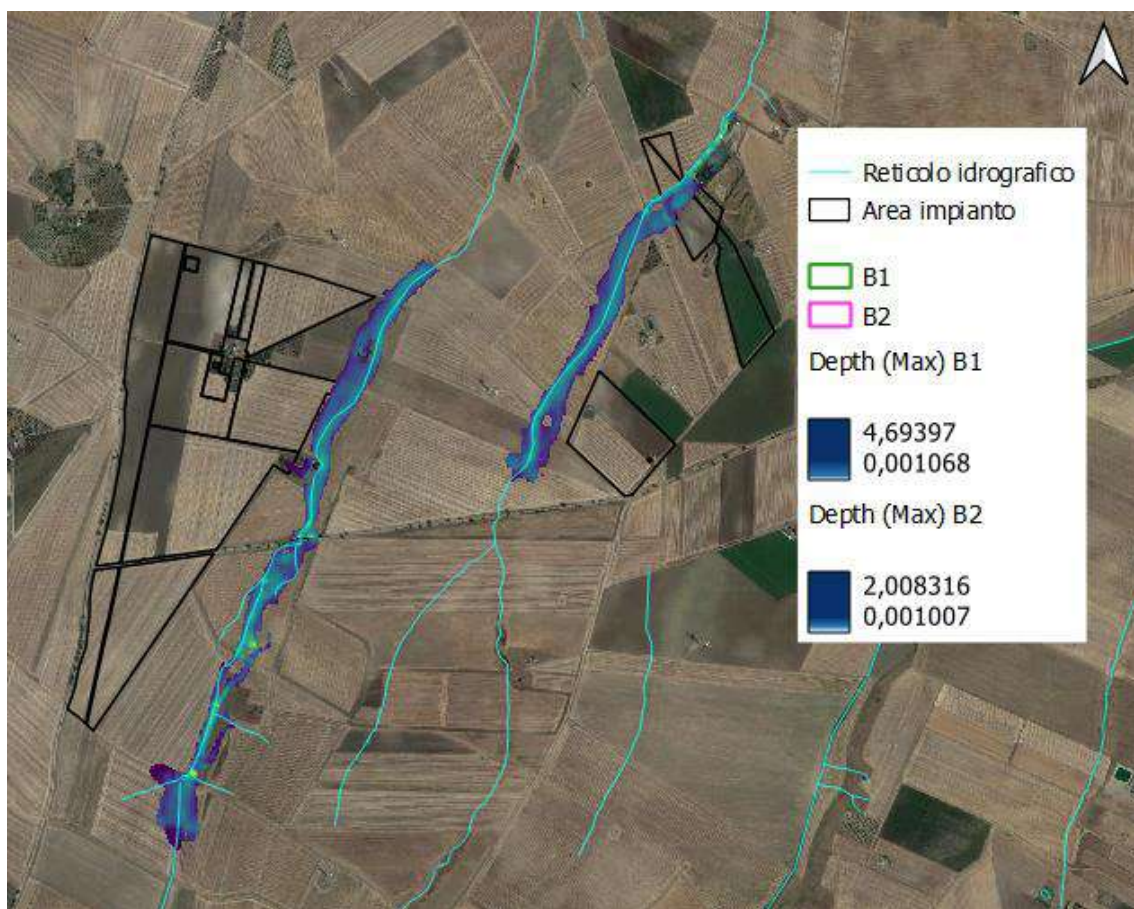 Reticolo idrografico
Area impianto
B1
B2
Depth (Max) B1
4,69397
0,001068
Depth (Max) B2
2,008316
0,001007